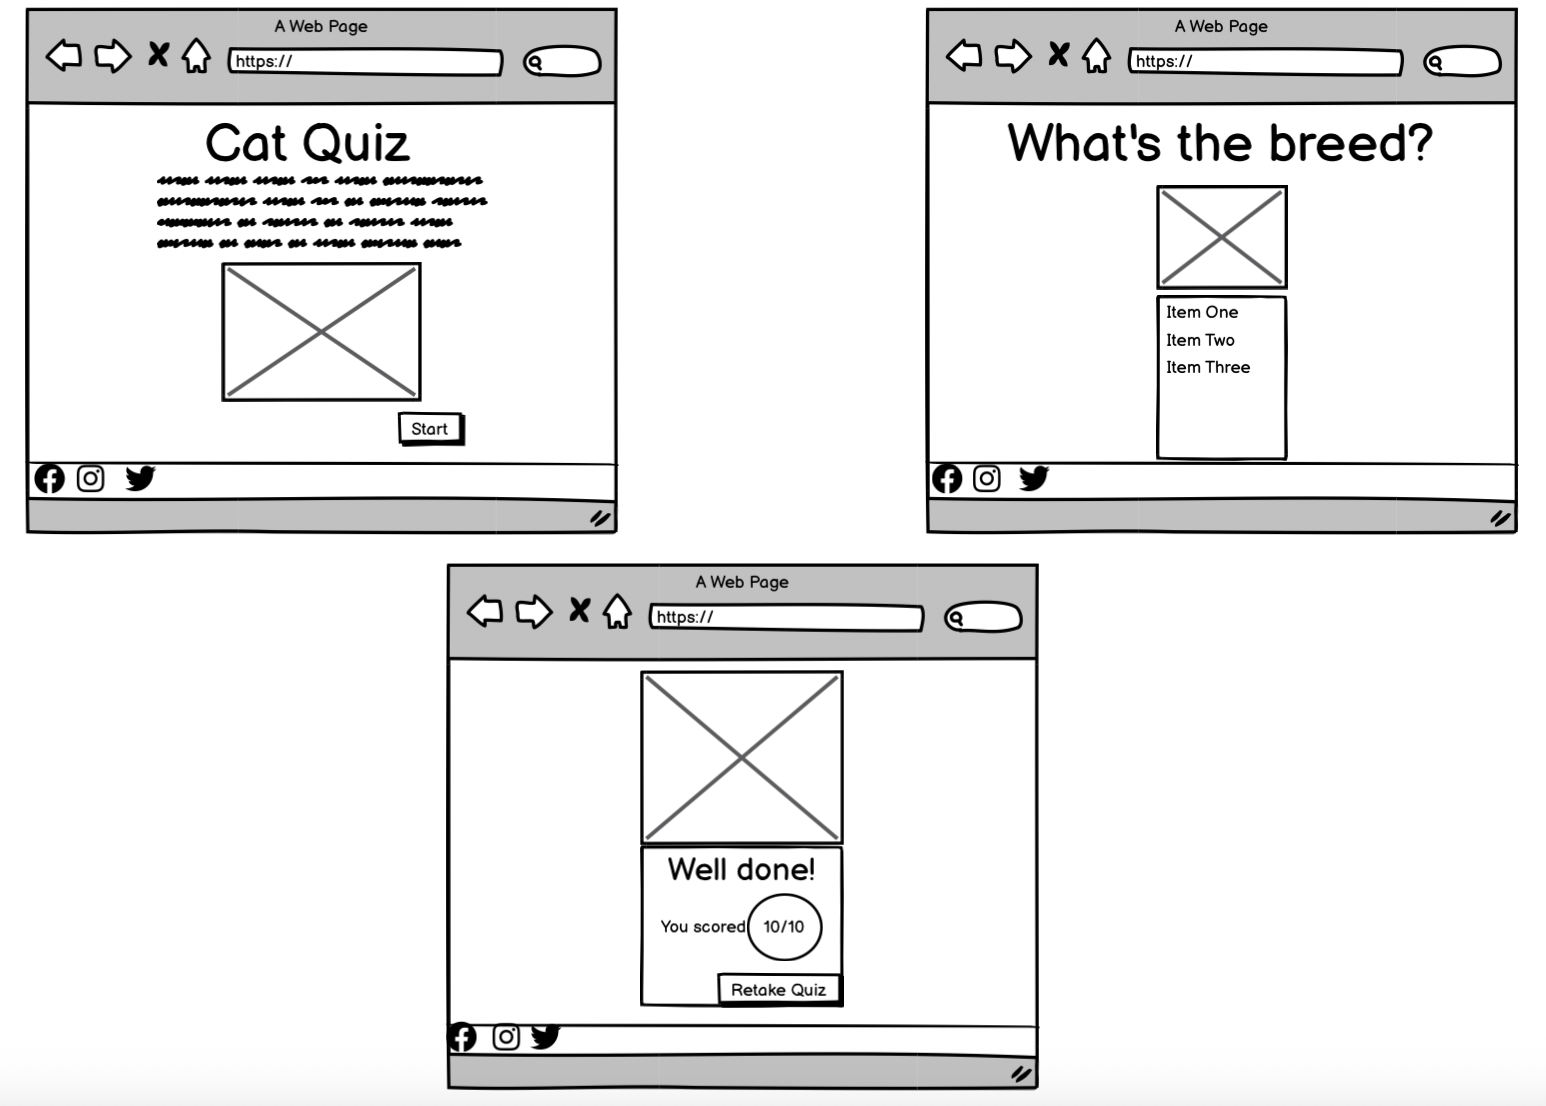 A Web Page
https://
Cat Quiz
Start
A Web Page
https://
What's the breed?
Item One
Item Two
Item Three
A Web Page
https://
Well done!
You scored 10/10
Retake Quiz